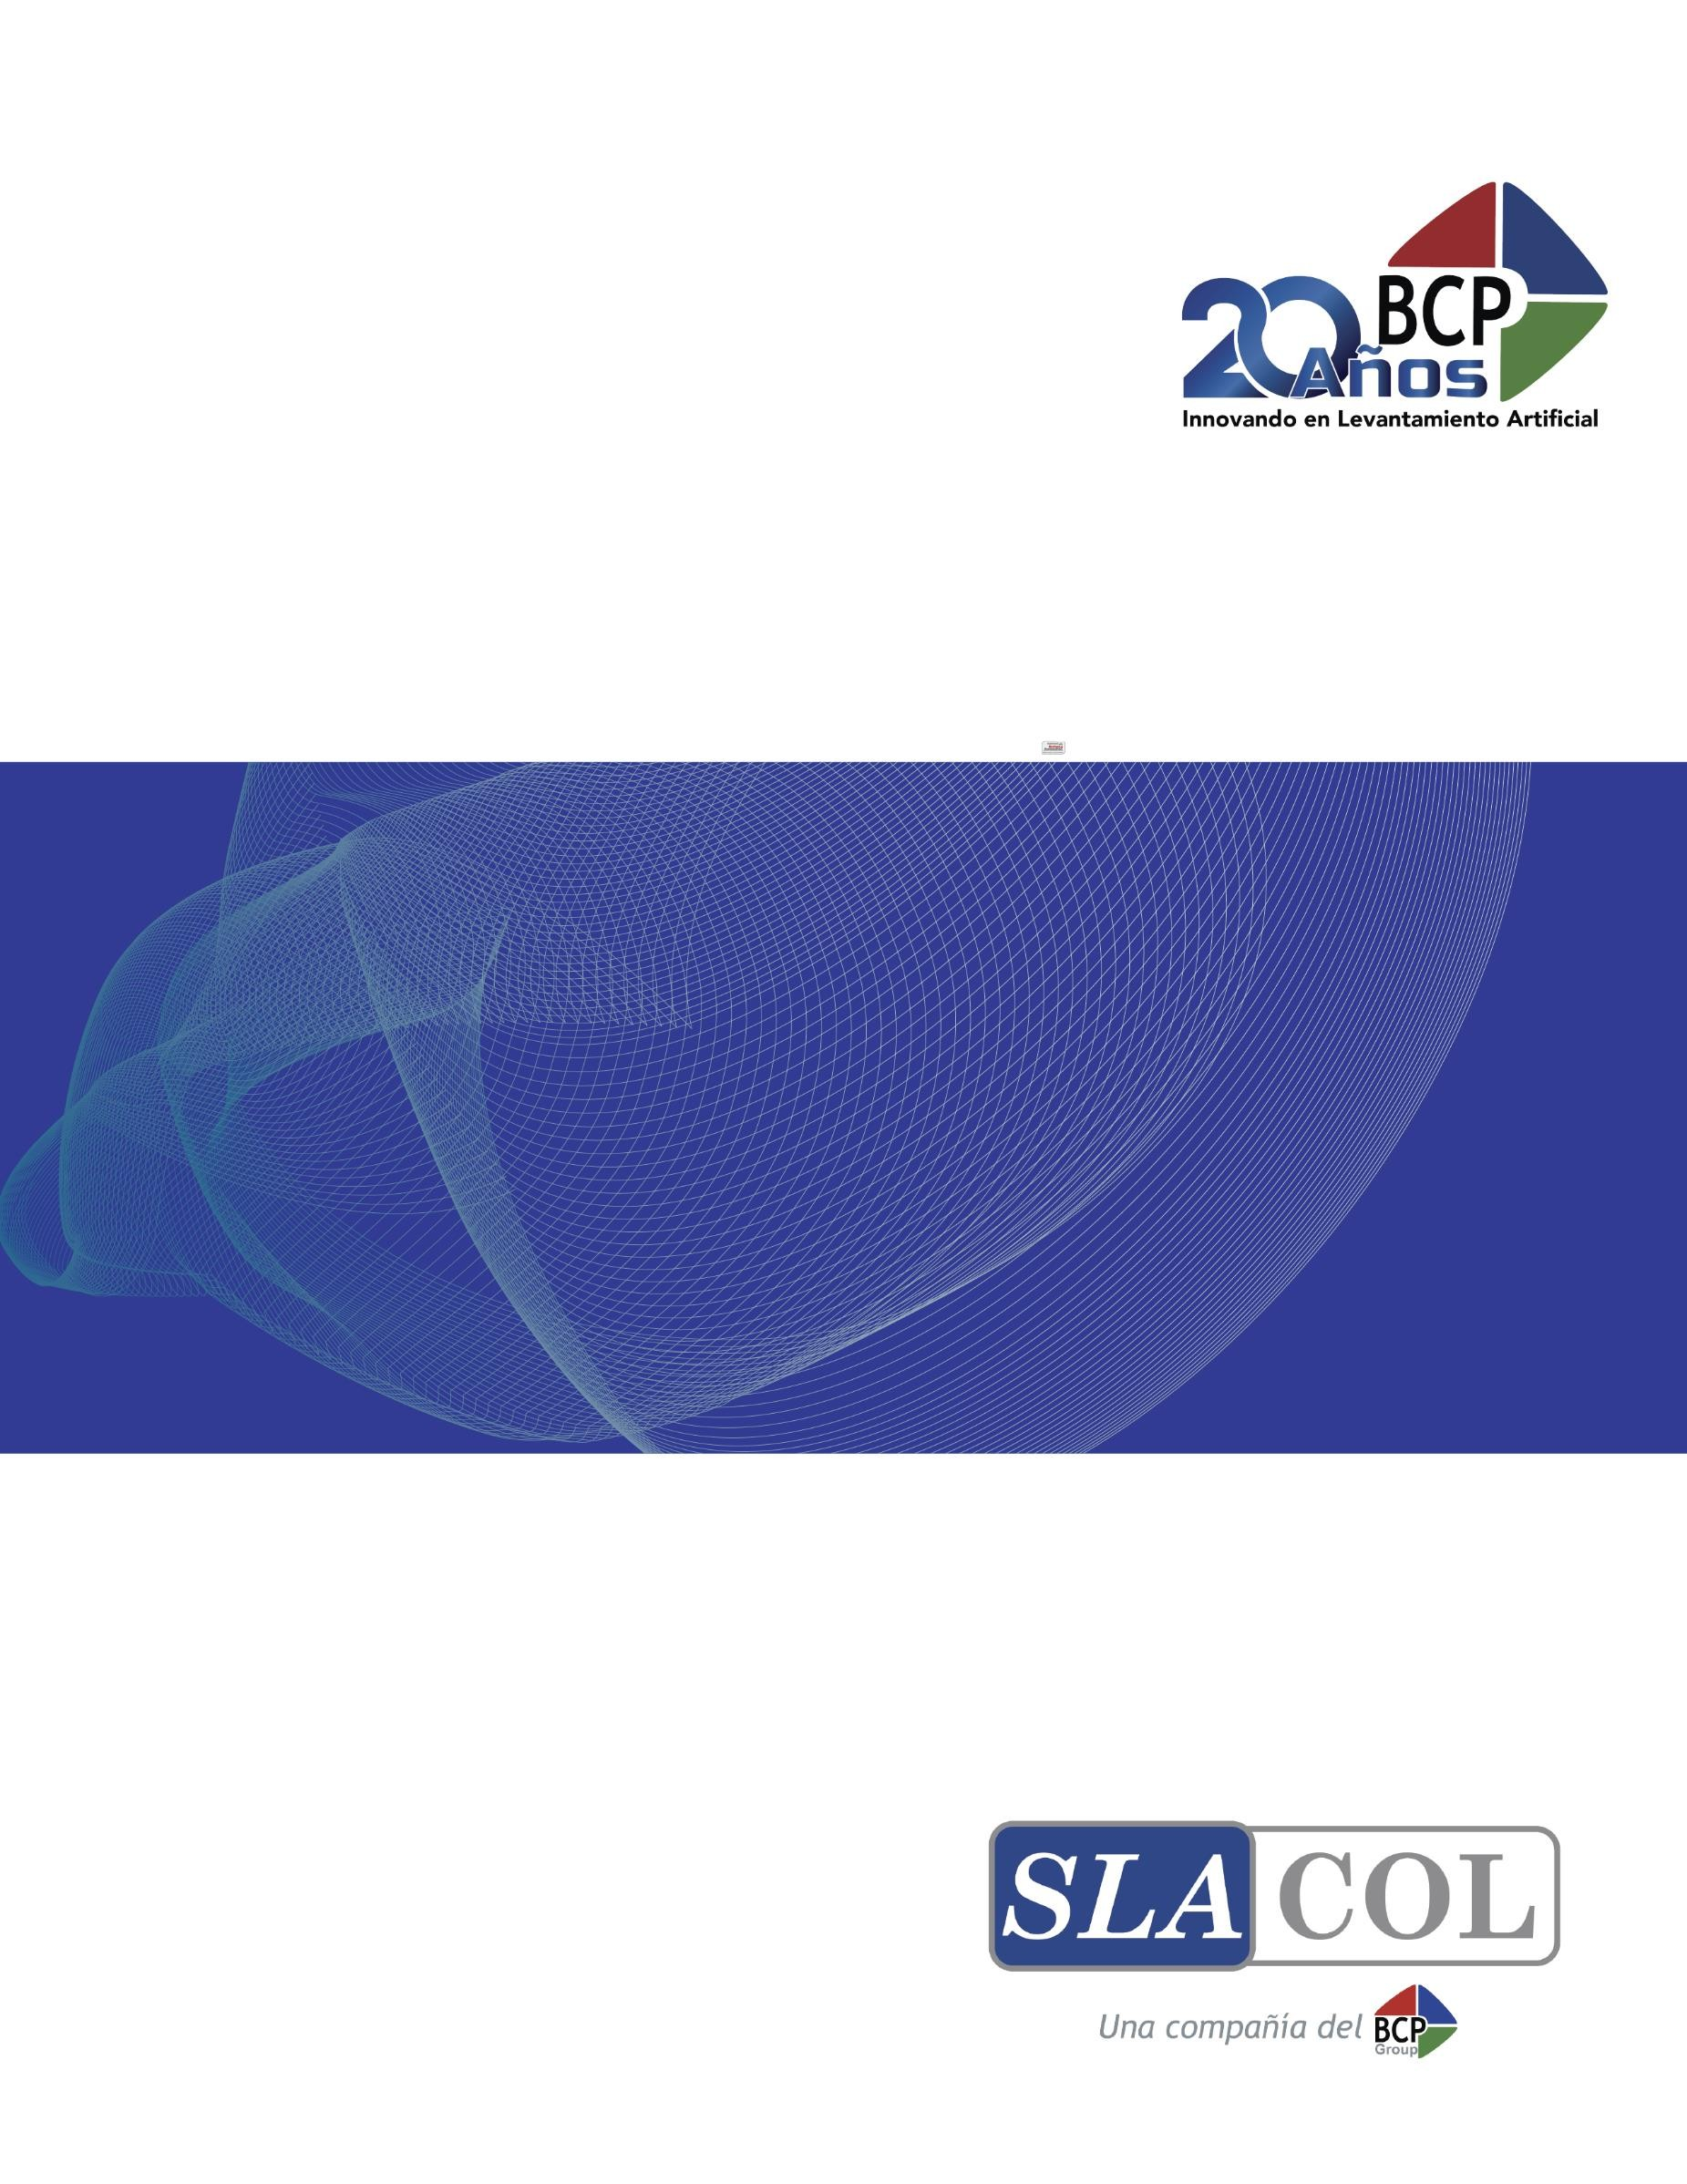 20 BCP
Años
Innovando en Levantamiento Artificial
SLA COL
Una compañía del BCP
Group